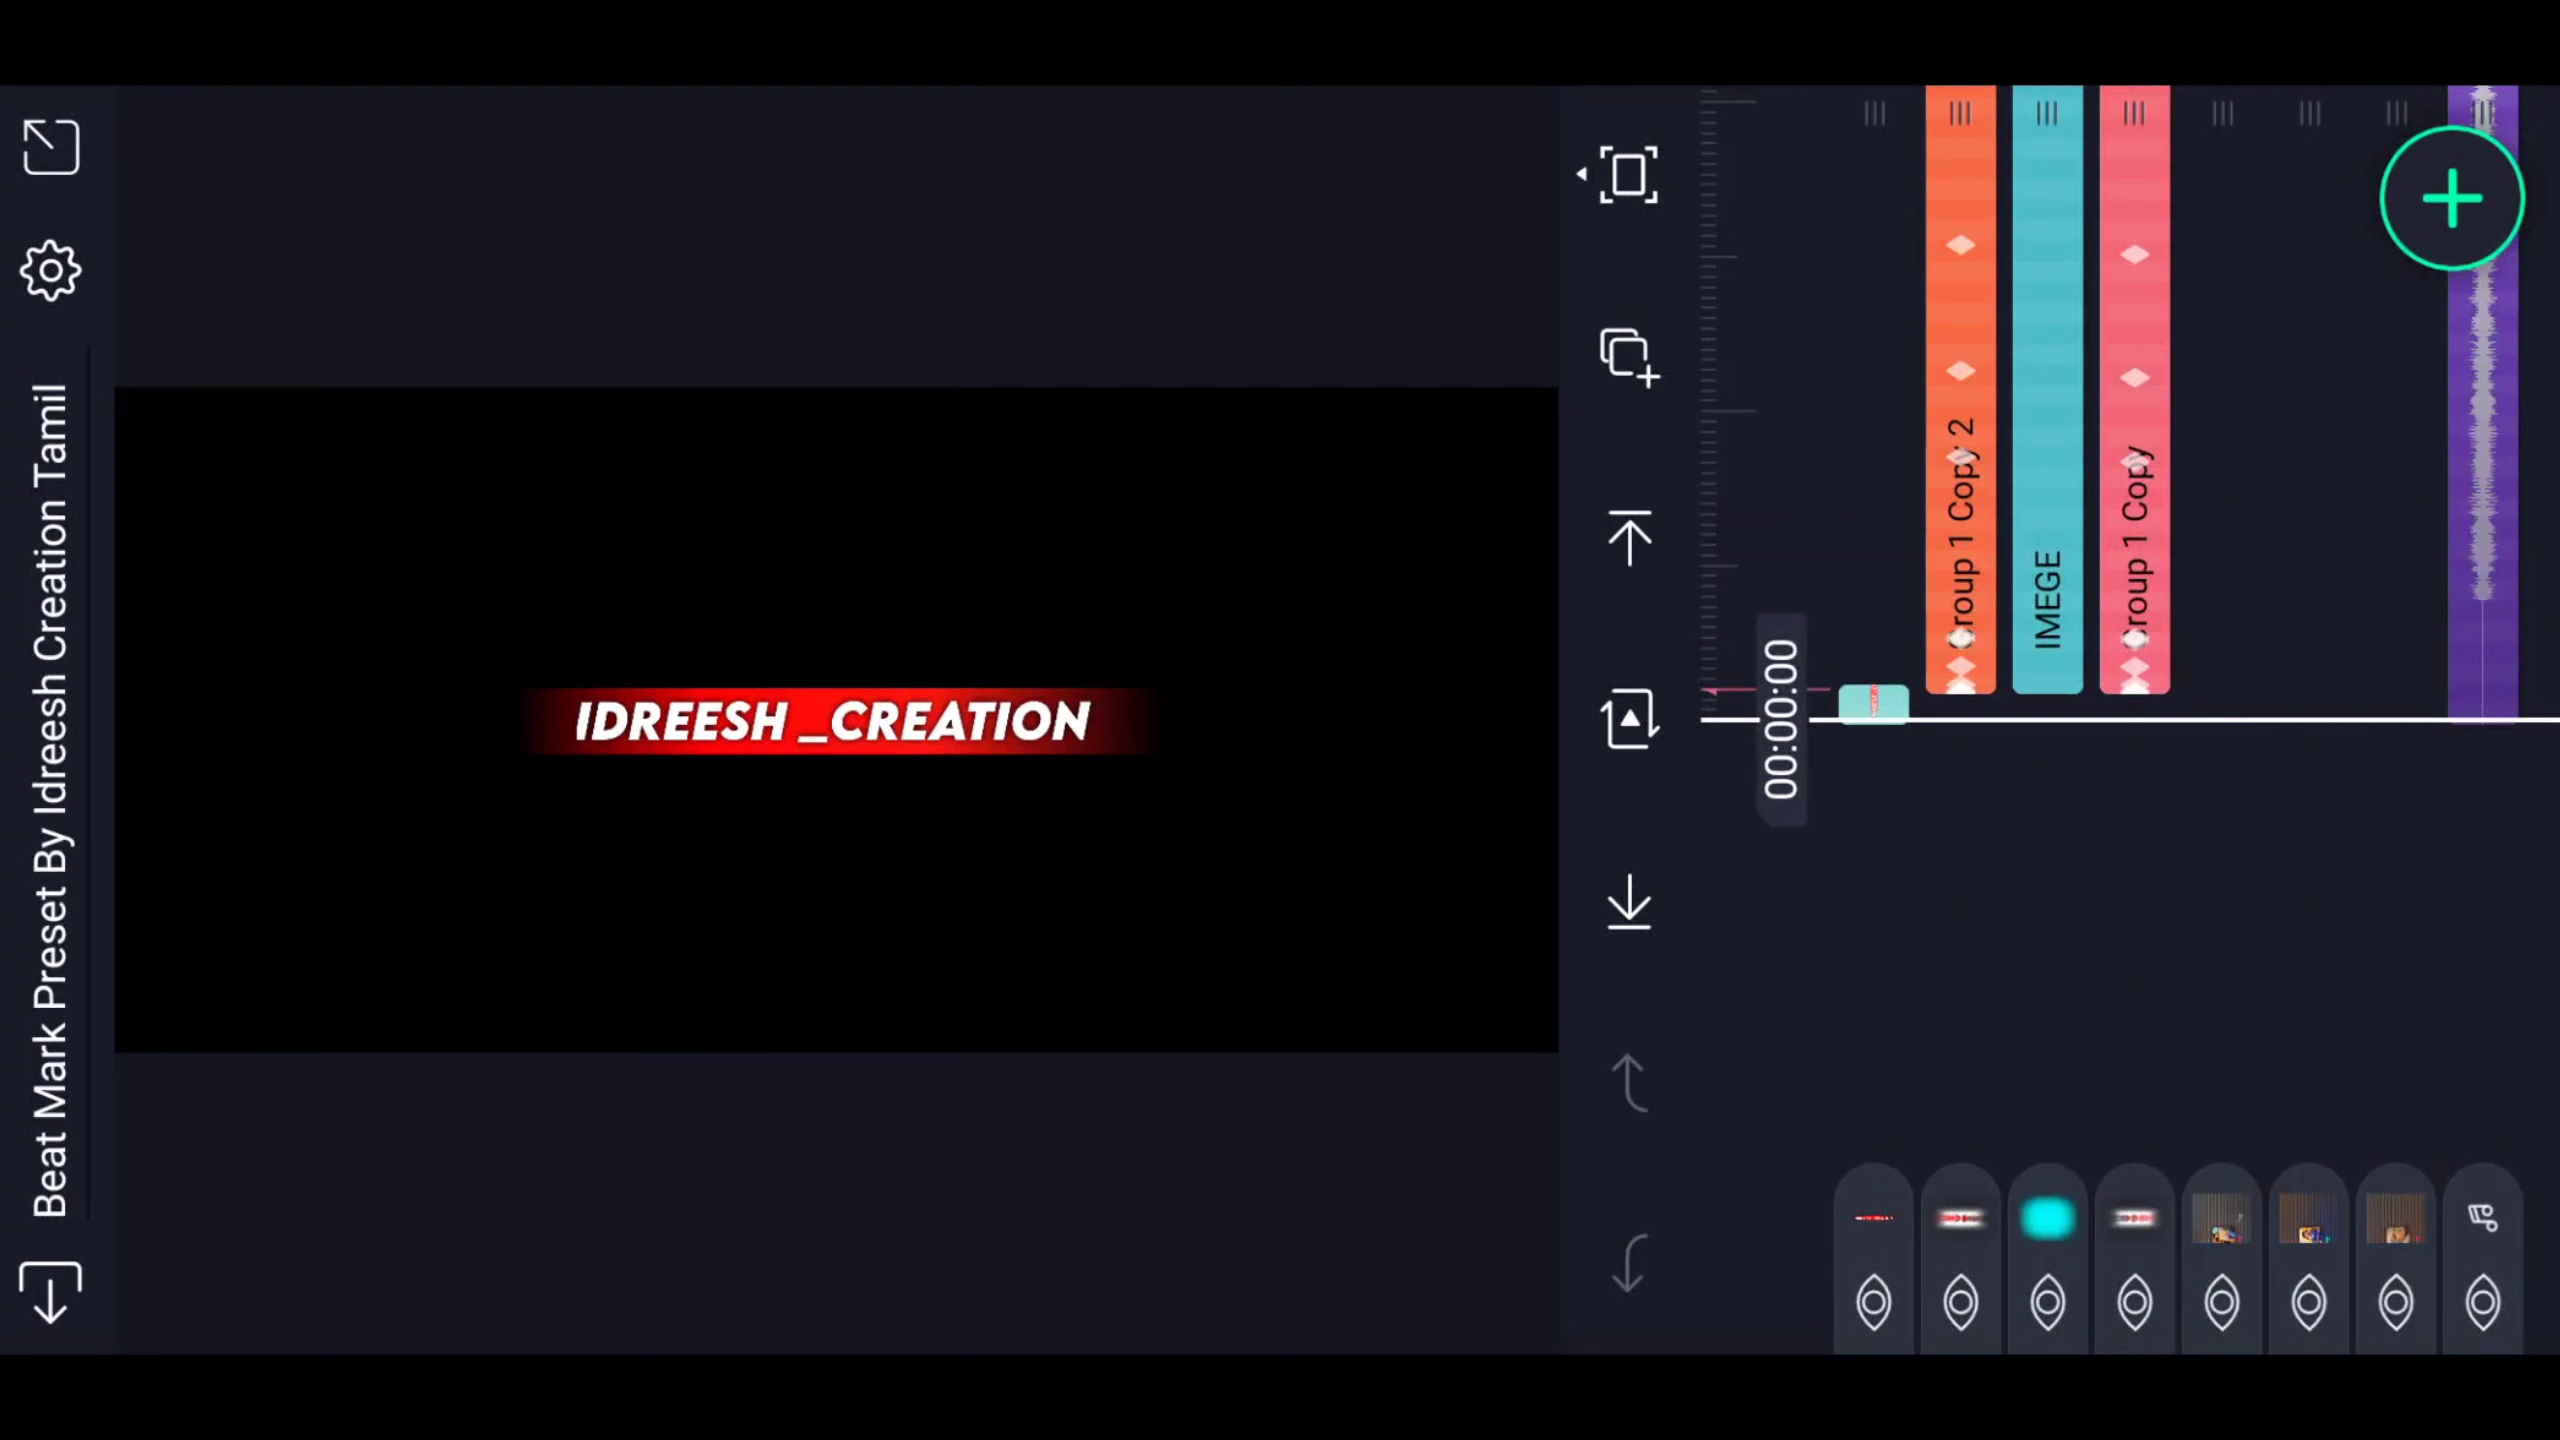 Beat Mark Preset By Idreesh Creation Tamil
IDREESH _CREATION
00:00:00
Group 1 Copy 2
IMEGE
Group 1 Copy